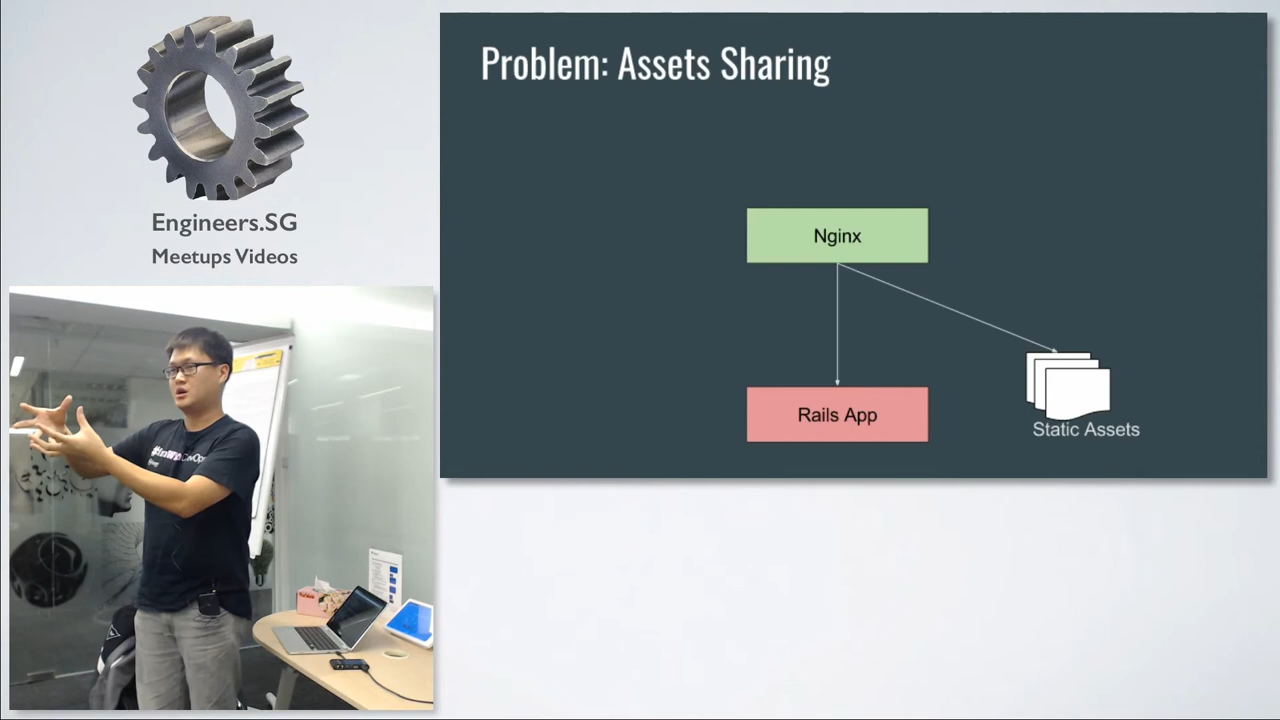 Engineers.SG
Meetups Videos
Problem: Assets Sharing
Nginx
Rails App
Static Assets